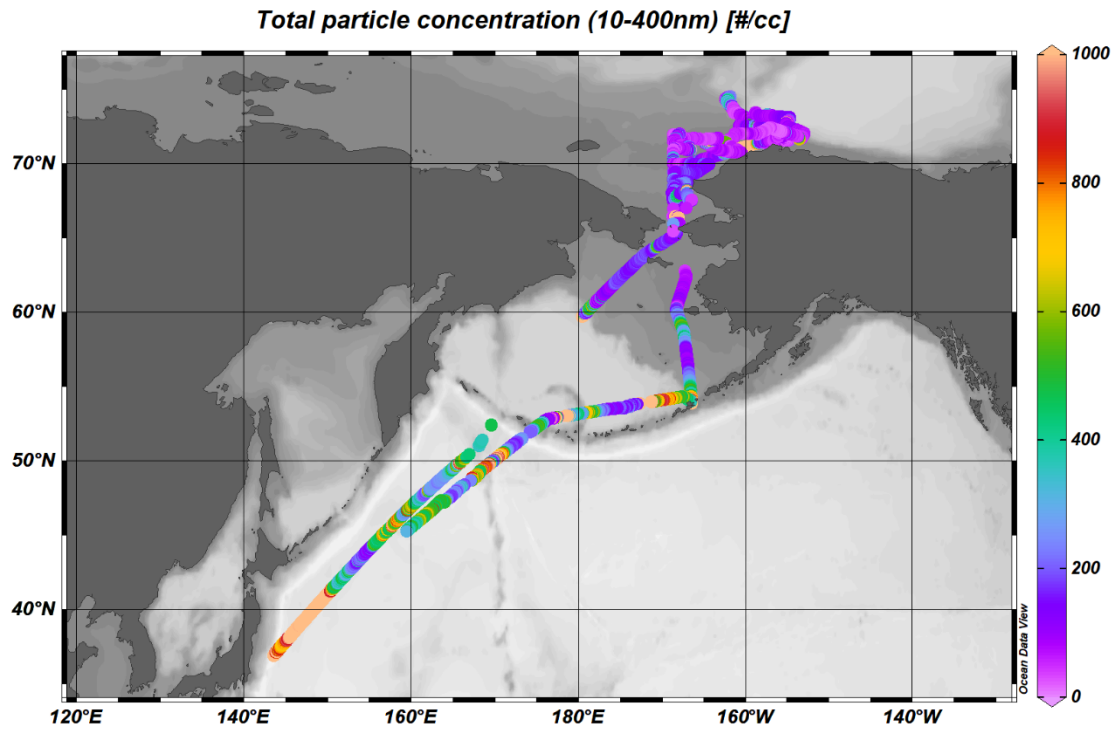 Total particle concentration (10-400nm) [#/cc]
1000
800
600
400
200
0
70°N
60°N
50°N
40°N
120°E
140°E
160°E
180°E
160°W
140°W
Ocean Data View